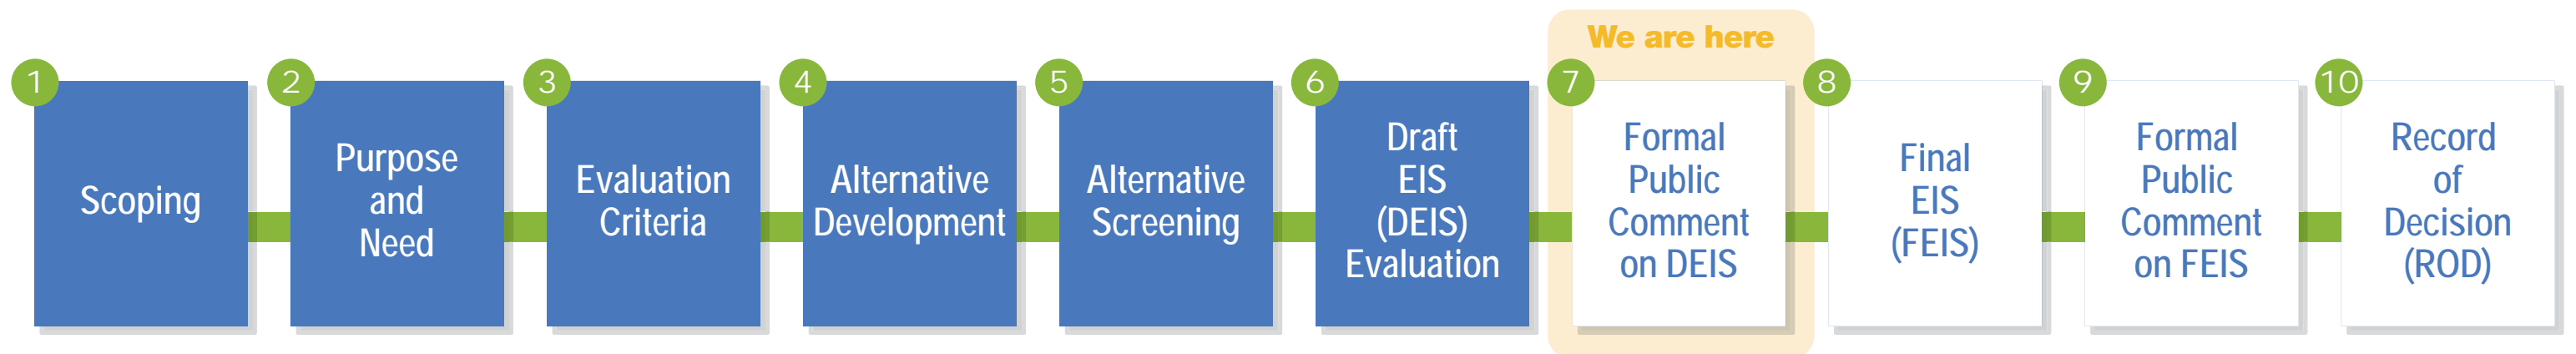 We are here
1
Scoping
2
Purpose
and
Need
3
Evaluation
Criteria
4
Alternative
Development
5
Alternative
Screening
6
Draft
EIS
(DEIS)
Evaluation
7
Formal
Public
Comment
on DEIS
8
Final
EIS
(FEIS)
9
Formal
Public
Comment
on FEIS
10
Record
of
Decision
(ROD)